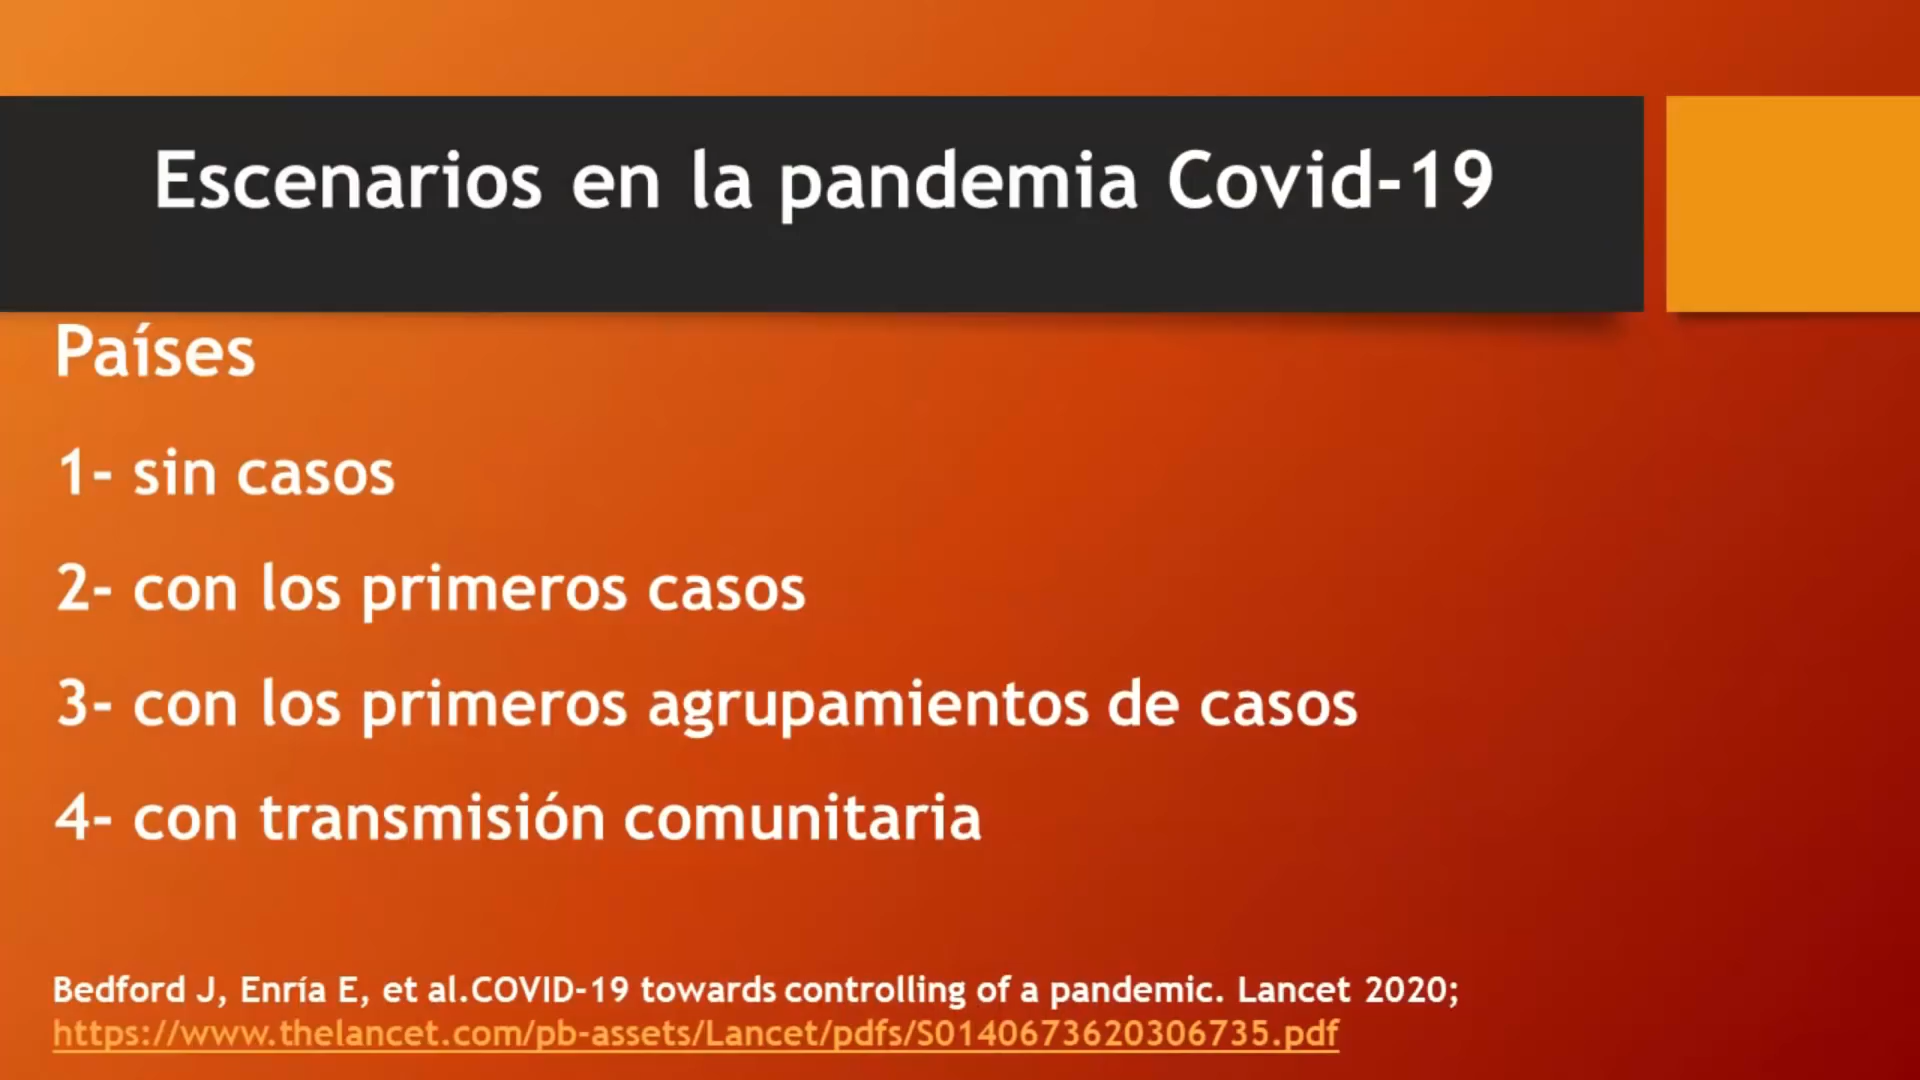 Escenarios en la pandemia Covid-19
Países
1- sin casos
2- con los primeros casos
3- con los primeros agrupamientos de casos
4- con transmisión comunitaria
Bedford J, Enría E, et al.COVID-19 towards controlling of a pandemic. Lancet 2020;
https://www.thelancet.com/pb-assets/Lancet/pdfs/S0140673620306735.pdf